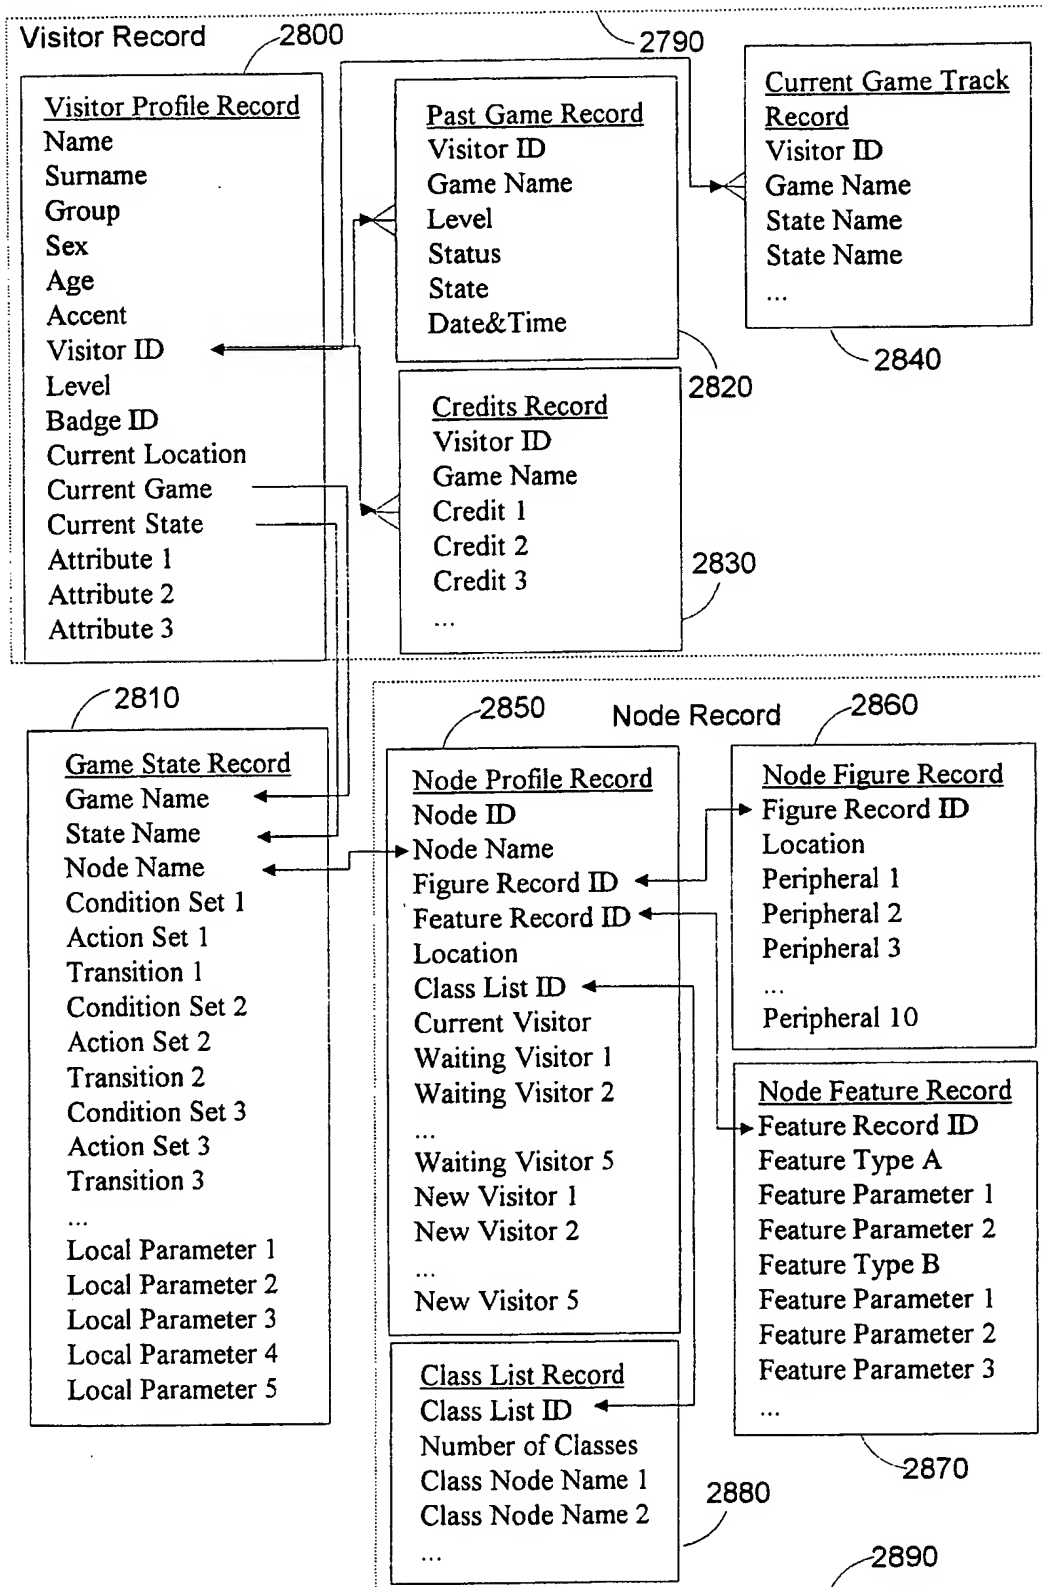 Visitor Record
2800
2790
Visitor Profile Record
Name
Surname
Group
Sex
Age
Accent
Visitor ID
Level
Badge ID
Current Location
Current Game
Current State
Attribute 1
Attribute 2
Attribute 3
Past Game Record
Visitor ID
Game Name
Level
Status
State
Date&Time
2820
Current Game Track
Record
Visitor ID
Game Name
State Name
State Name
...
2840
Credits Record
Visitor ID
Game Name
Credit 1
Credit 2
Credit 3
...
2830
2810
Game State Record
Game Name
State Name
Node Name
Condition Set 1
Action Set 1
Transition 1
Condition Set 2
Action Set 2
Transition 2
Condition Set 3
Action Set 3
Transition 3
...
Local Parameter 1
Local Parameter 2
Local Parameter 3
Local Parameter 4
Local Parameter 5
2850
Node Record
2860
Node Profile Record
Node ID
Node Name
Figure Record ID
Feature Record ID
Location
Class List ID
Current Visitor
Waiting Visitor 1
Waiting Visitor 2
...
Waiting Visitor 5
New Visitor 1
New Visitor 2
...
New Visitor 5
Node Figure Record
Figure Record ID
Location
Peripheral 1
Peripheral 2
Peripheral 3
...
Peripheral 10
Node Feature Record
Feature Record ID
Feature Type A
Feature Parameter 1
Feature Parameter 2
Feature Type B
Feature Parameter 1
Feature Parameter 2
Feature Parameter 3
...
2870
Class List Record
Class List ID
Number of Classes
Class Node Name 1
Class Node Name 2
...
2880
2890